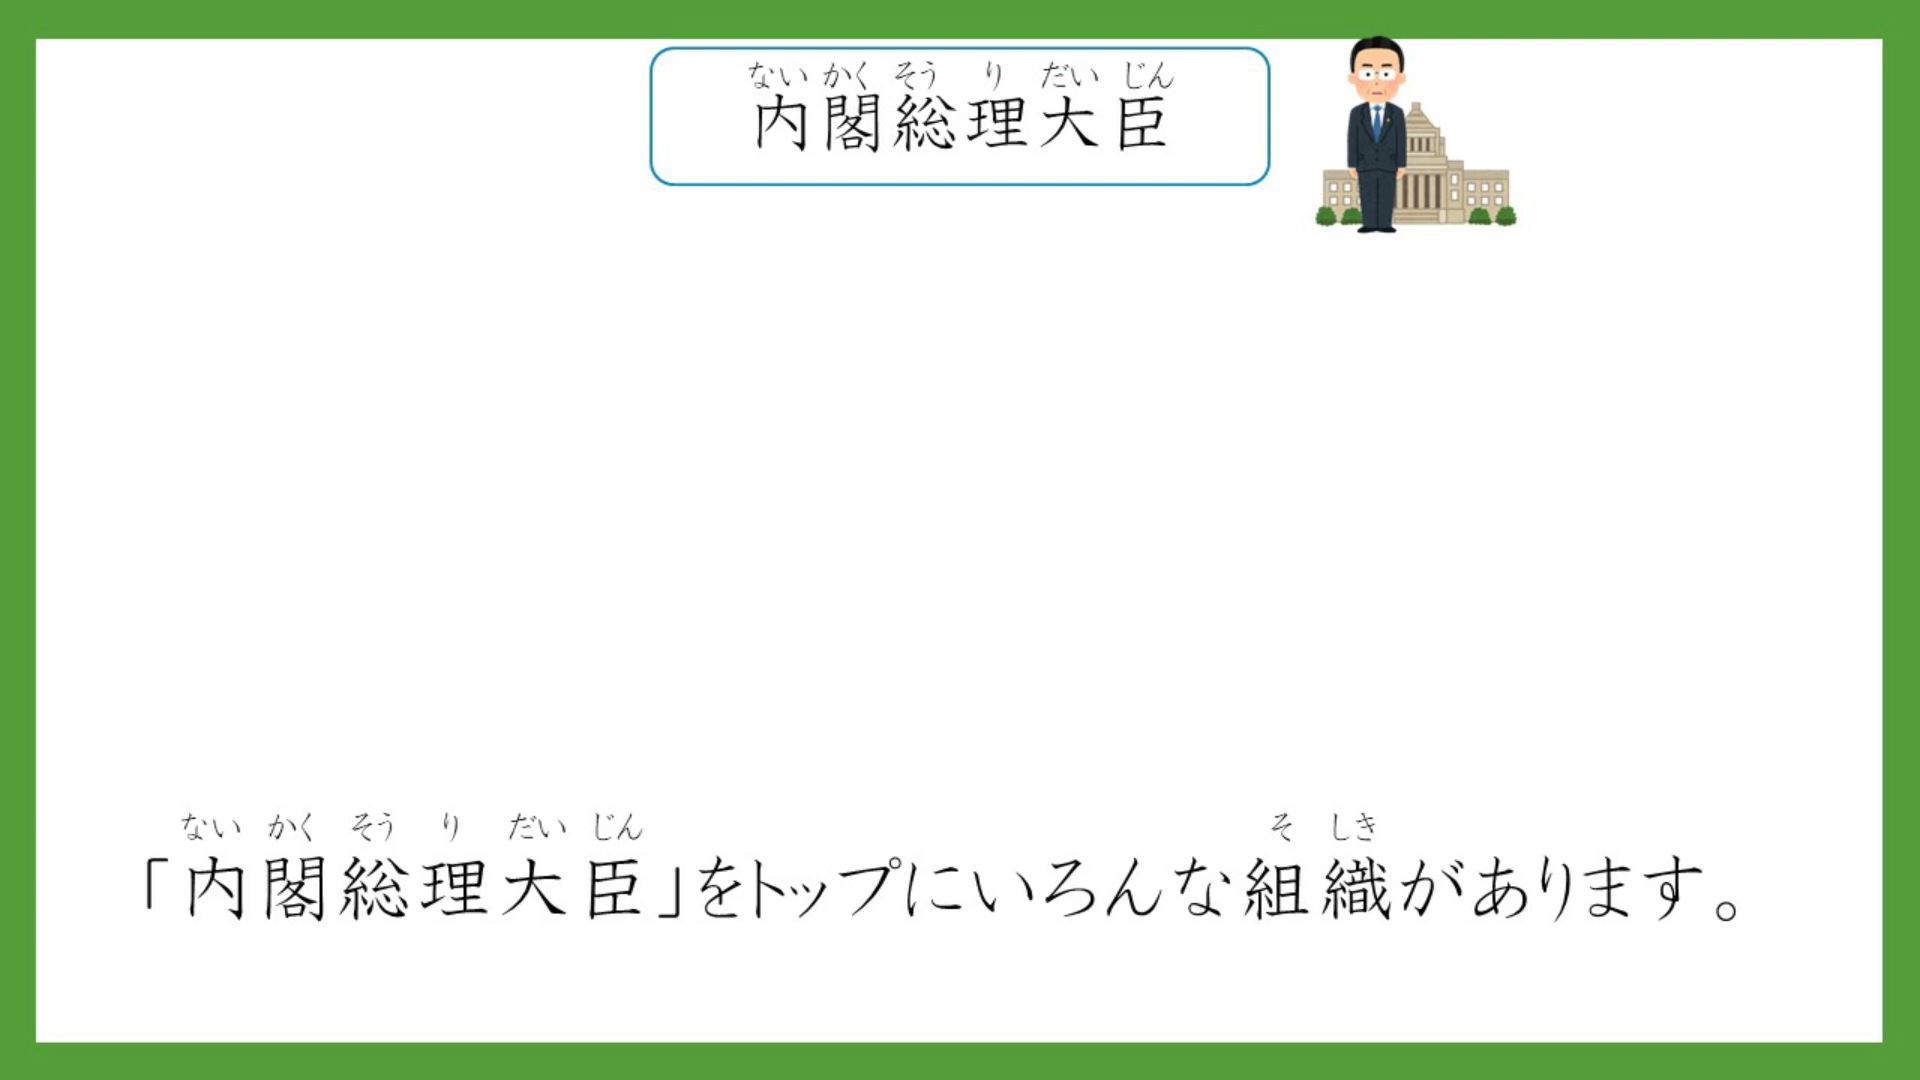 ないかくそうりだいじん
内閣総理大臣
ないかくそうりだいじん そしき
「内閣総理大臣」をトップにいろんな組織があります。